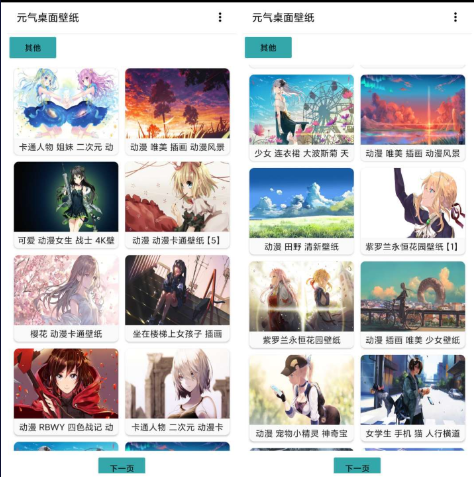 元气桌面壁纸
其他
卡通人物 姐妹 二次元 动
动漫 唯美 插画 动漫风景
可爱 动漫女生 战士 4K壁
动漫 动漫卡通壁纸【5】
樱花 动漫卡通壁纸
坐在楼梯上女孩子 插画
动漫 RBWY 四色战记 动
卡通人物 二次元 动漫卡
下一页
元气桌面壁纸
其他
少女 连衣裙 大波斯菊 天
动漫 唯美 插画 动漫风景
动漫 田野 清新壁纸
紫罗兰永恒花园壁纸【1】
紫罗兰永恒花园壁纸
动漫 插画 唯美 少女壁纸
动漫 宠物小精灵 神奇宝
女学生 手机 猫 人行横道
下一页